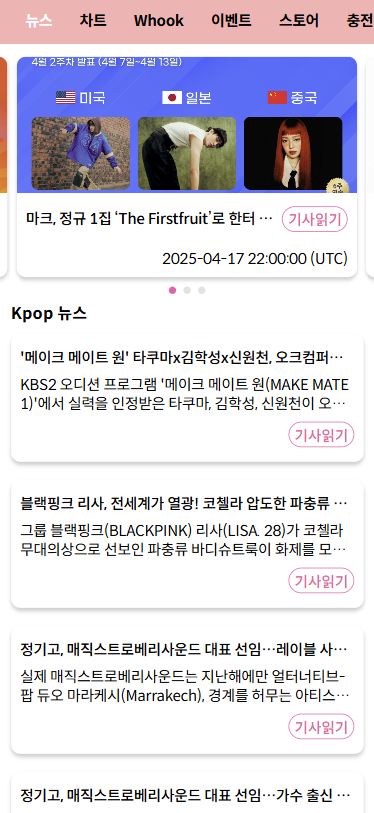 뉴스 차트 Whook 이벤트 스토어 충전
4월 2주차 발표 (4월 7일~4월 13일)
미국 일본 중국
마크, 정규 1집 ‘The Firstfruit’로 한터 …
기사읽기
2025-04-17 22:00:00 (UTC)
Kpop 뉴스
'메이크 메이트 원' 타쿠마x김학성x신원천, 오크컴퍼…
KBS2 오디션 프로그램 '메이크 메이트 원(MAKE MATE
1)'에서 실력을 인정받은 타쿠마, 김학성, 신원천이 오…
기사읽기
블랙핑크 리사, 전세계가 열광! 코첼라 압도한 파충류 …
그룹 블랙핑크(BLACKPINK) 리사(LISA. 28)가 코첼라
무대의상으로 선보인 파충류 바디슈트룩이 화제를 모…
기사읽기
정기고, 매직스트로베리사운드 대표 선임…레이블 사…
실제 매직스트로베리사운드는 지난해에만 얼터너티브-
팝 듀오 마라케시(Marrakech), 경계를 허무는 아티스…
기사읽기
정기고, 매직스트로베리사운드 대표 선임…가수 출신 …